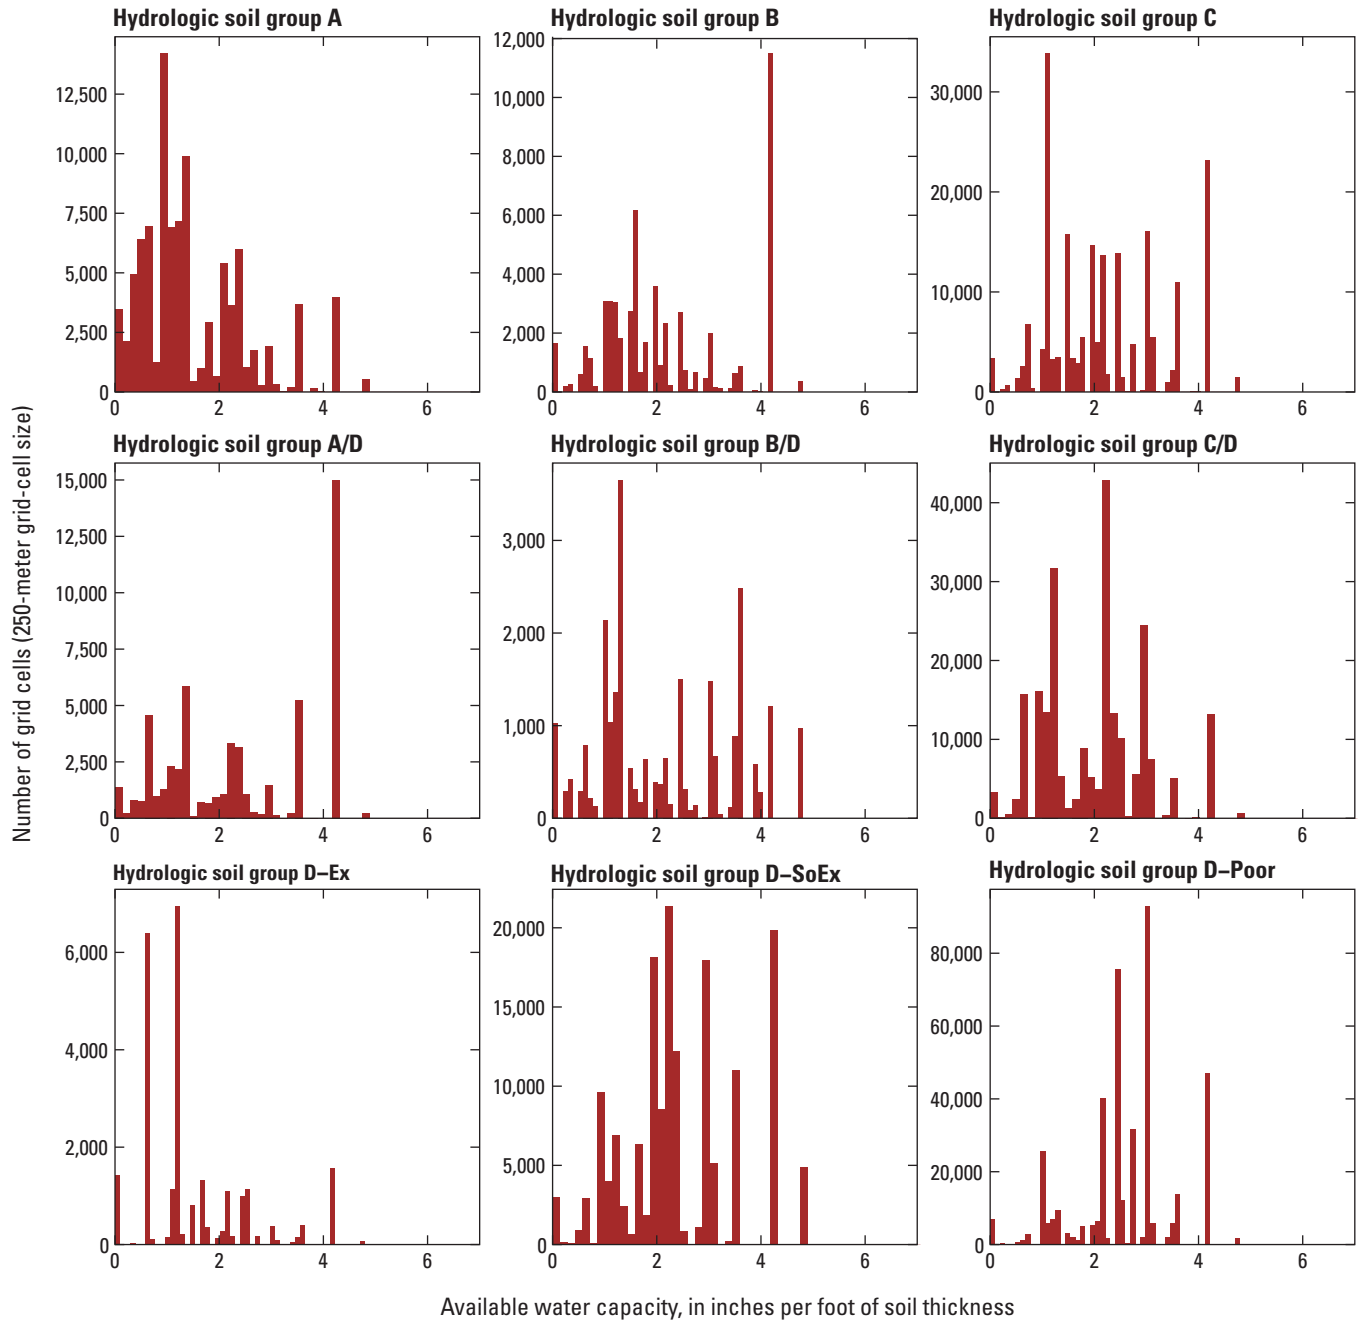 Hydrologic soil group A
12,500
10,000
7,500
5,000
2,500
0
0 2 4 6
Hydrologic soil group B
12,000
10,000
8,000
6,000
4,000
2,000
0
0 2 4 6
Hydrologic soil group C
30,000
20,000
10,000
0
0 2 4 6
Number of grid cells (250-meter grid-cell size)
Hydrologic soil group A/D
15,000
12,500
10,000
7,500
5,000
2,500
0
0 2 4 6
Hydrologic soil group B/D
3,000
2,000
1,000
0
0 2 4 6
Hydrologic soil group C/D
40,000
30,000
20,000
10,000
0
0 2 4 6
Hydrologic soil group D–Ex
6,000
4,000
2,000
0
0 2 4 6
Hydrologic soil group D–SoEx
20,000
15,000
10,000
5,000
0
0 2 4 6
Hydrologic soil group D–Poor
80,000
60,000
40,000
20,000
0
0 2 4 6
Available water capacity, in inches per foot of soil thickness